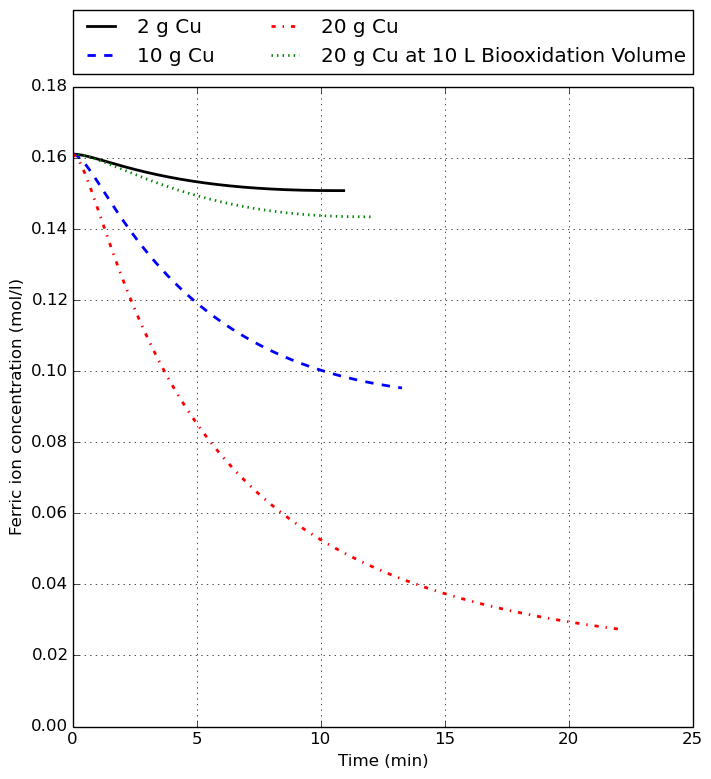 2 g Cu
20 g Cu
10 g Cu
20 g Cu at 10 L Biooxidation Volume
0.18
0.16
0.14
0.12
0.10
0.08
0.06
0.04
0.02
0.00
Ferric ion concentration (mol/l)
0
5
10
15
20
25
Time (min)